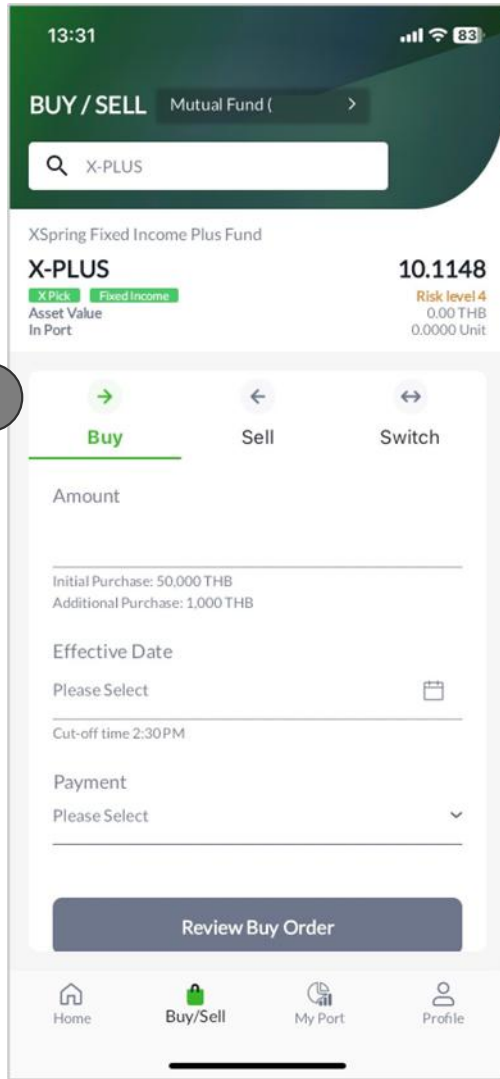 13:31
83
BUY / SELL Mutual Fund ( >
X-PLUS
XSpring Fixed Income Plus Fund
X-PLUS 10.1148
X Pick Fixed Income Risk level 4
Asset Value 0.00 THB
In Port 0.0000 Unit
Buy Sell Switch
Amount
Initial Purchase: 50,000 THB
Additional Purchase: 1,000 THB
Effective Date
Please Select
Cut-off time 2:30PM
Payment
Please Select
Review Buy Order
Home Buy/Sell My Port Profile